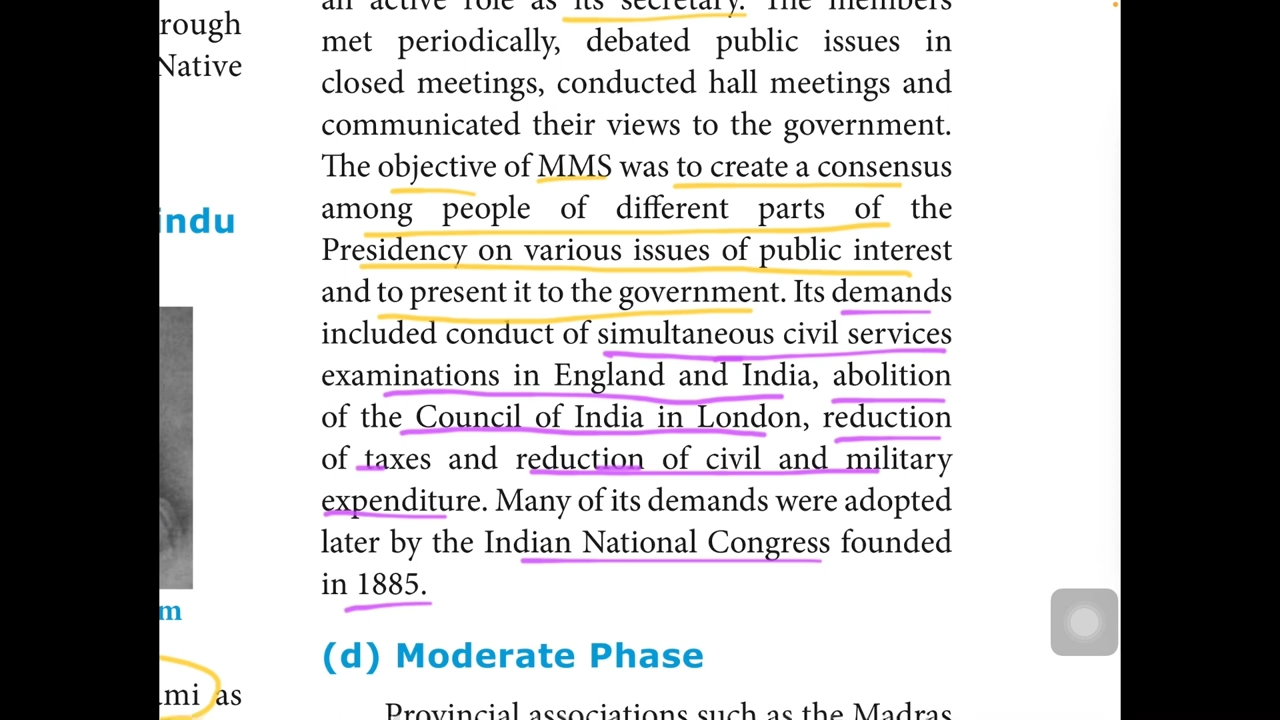 rough
Native
indu
m
ami as
an active role as its secretary. The members
met periodically, debated public issues in
closed meetings, conducted hall meetings and
communicated their views to the government.
The objective of MMS was to create a consensus
among people of different parts of the
Presidency on various issues of public interest
and to present it to the government. Its demands
included conduct of simultaneous civil services
examinations in England and India, abolition
of the Council of India in London, reduction
of taxes and reduction of civil and military
expenditure. Many of its demands were adopted
later by the Indian National Congress founded
in 1885.
(d) Moderate Phase
Provincial associations such as the Madras